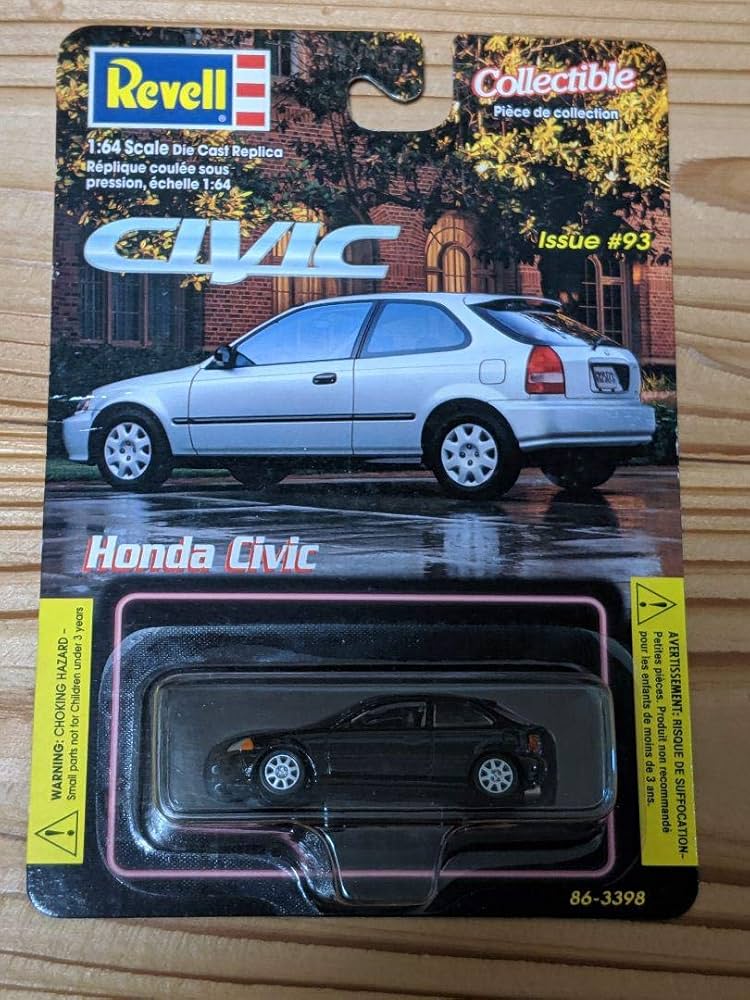 Revell®
1:64 Scale Die Cast Replica
Réplique coulée sous
pression, échelle 1:64
Collectible
Pièce de collection
CIVIC
Issue #93
Honda Civic
WARNING: CHOKING HAZARD –
Small parts not for Children under 3 years
AVERTISSEMENT: RISQUE DE SUFFOCATION–
Petites pièces. Produit non recommandé
pour les enfants de moins de 3 ans.
86-3398